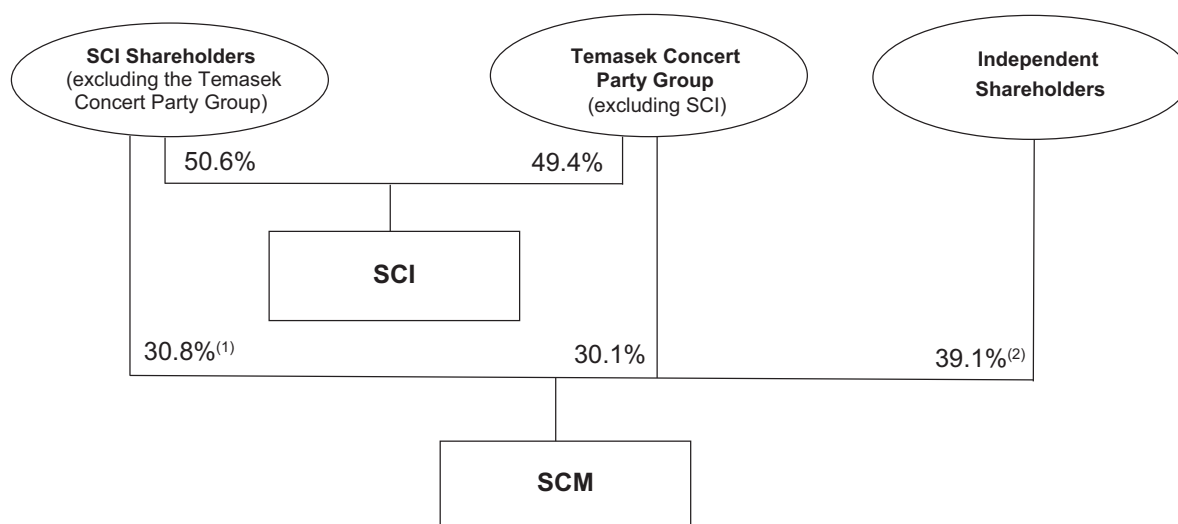 SCI Shareholders
(excluding the Temasek
Concert Party Group)
Temasek Concert
Party Group
(excluding SCI)
Independent
Shareholders
50.6%
49.4%
SCI
30.8%(1)
30.1%
39.1%(2)
SCM